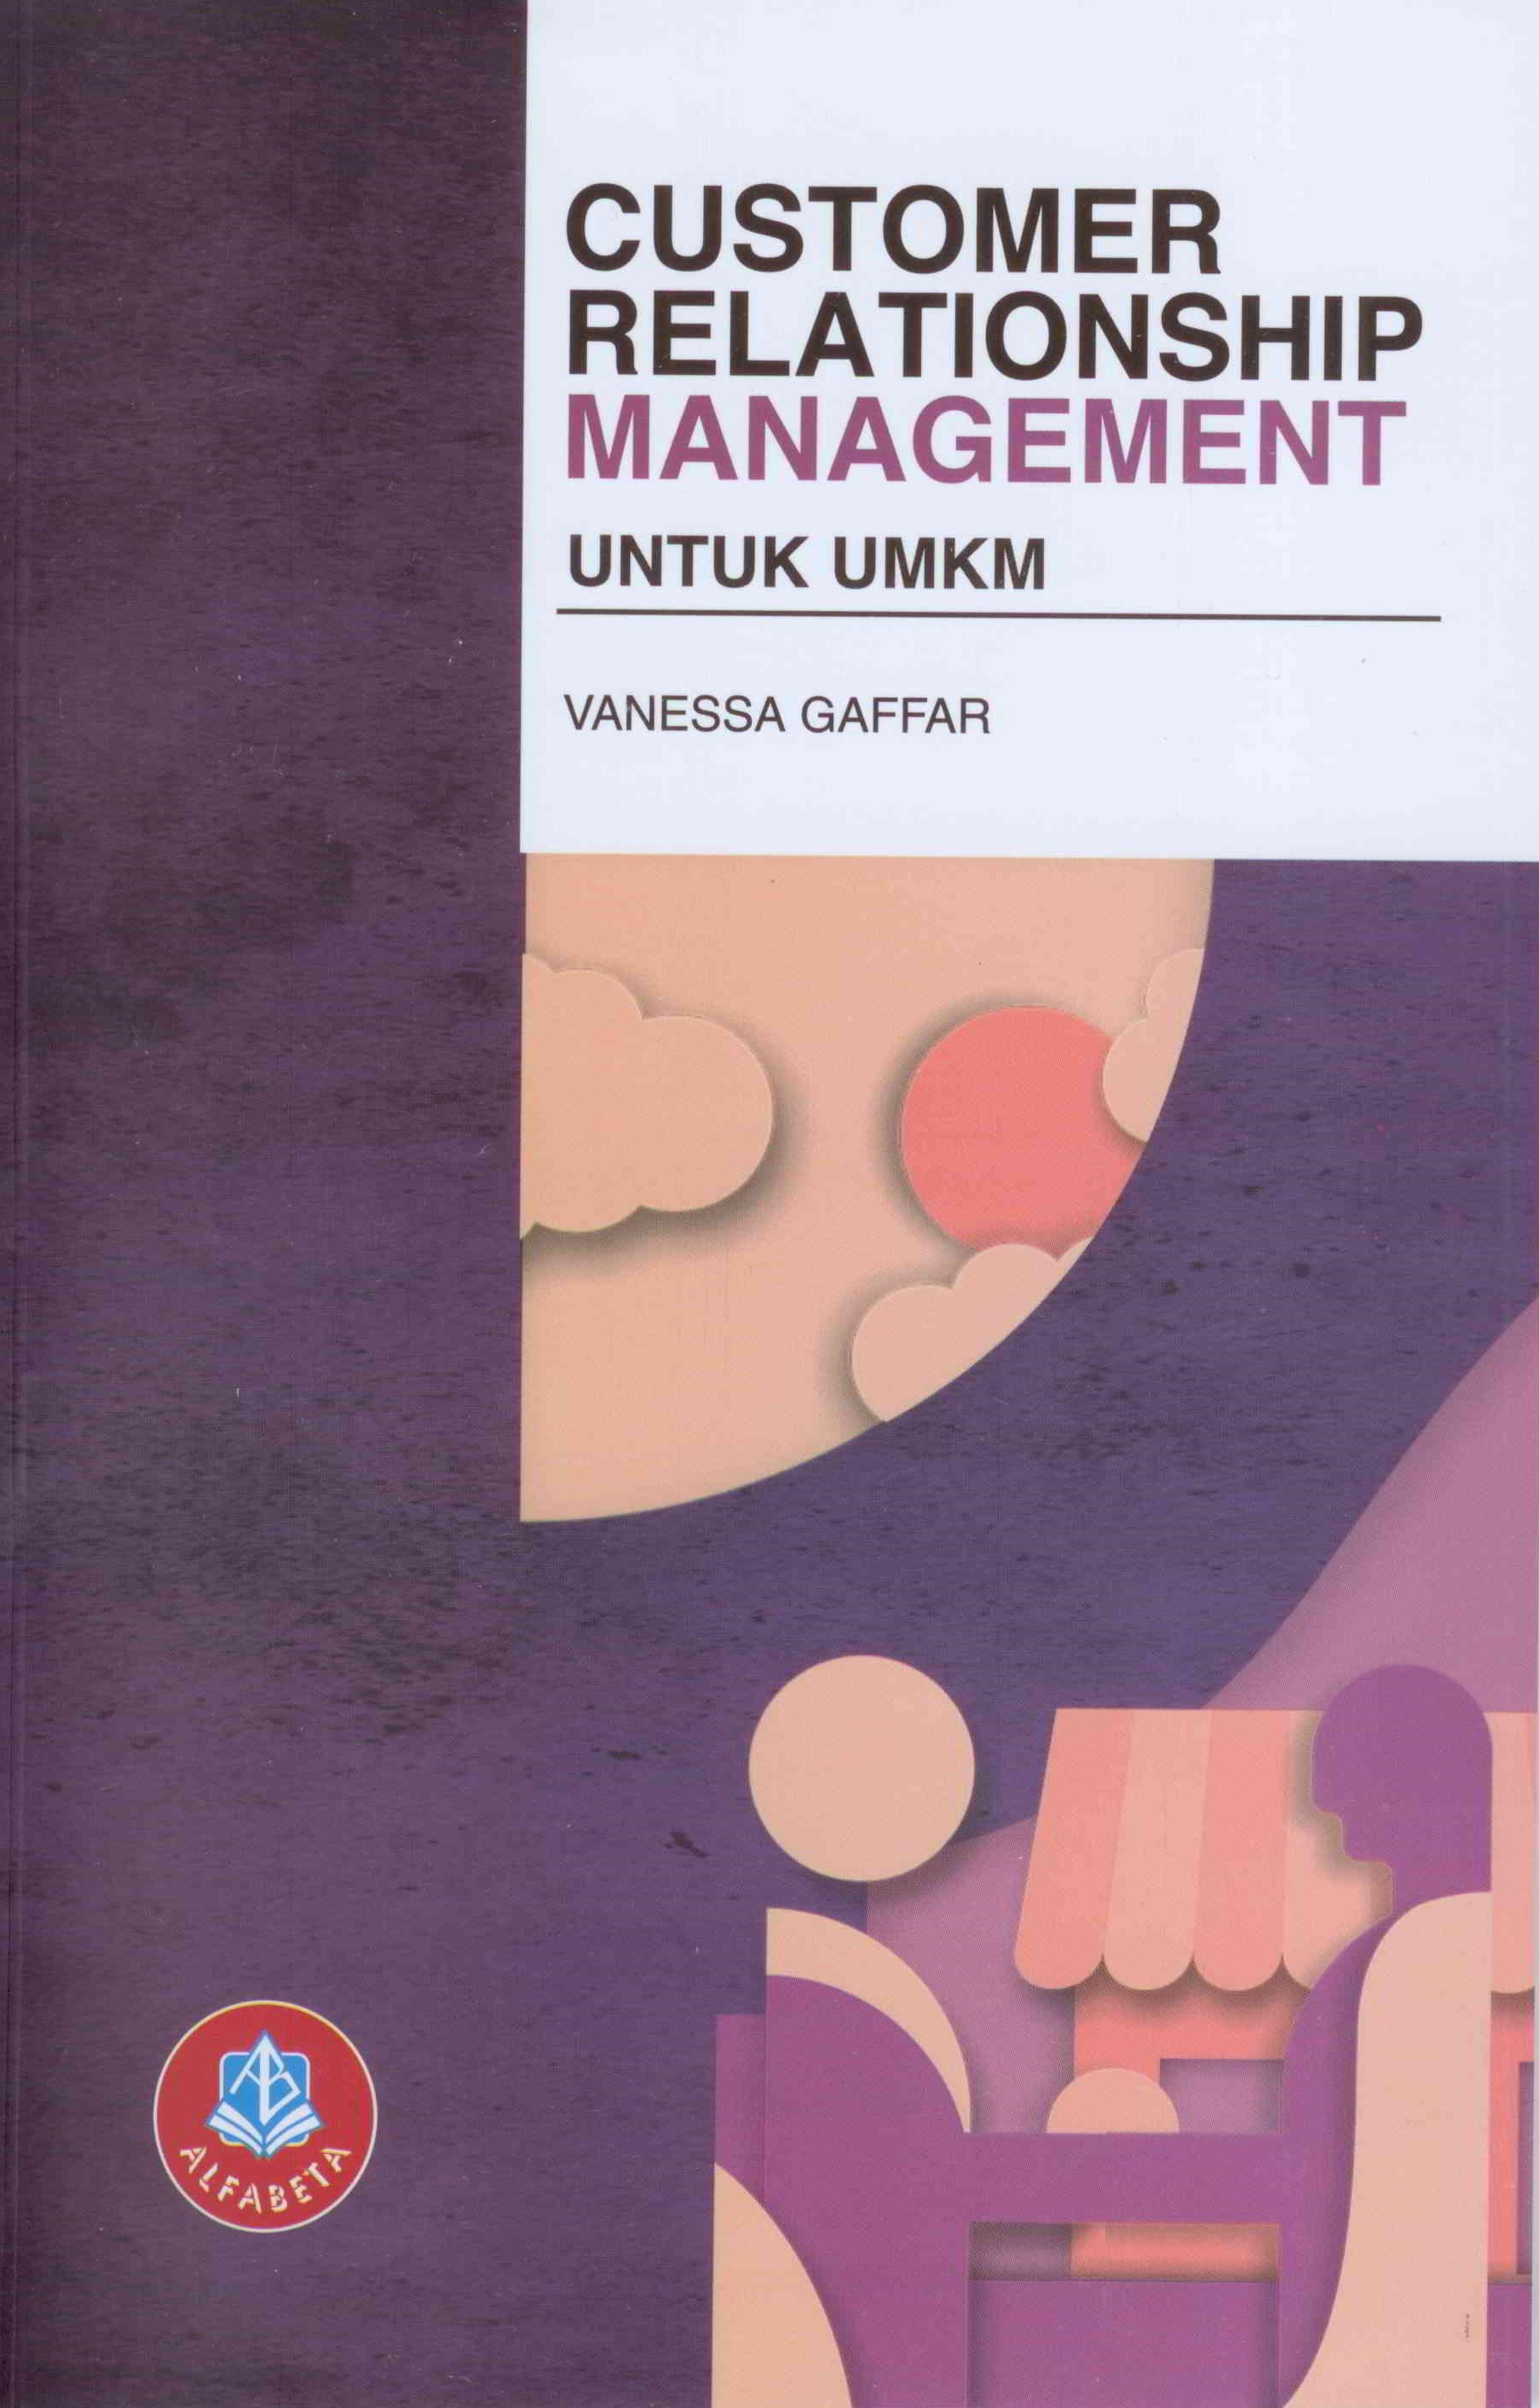 CUSTOMER
RELATIONSHIP
MANAGEMENT
UNTUK UMKM
VANESSA GAFFAR
AB
ALFABETA